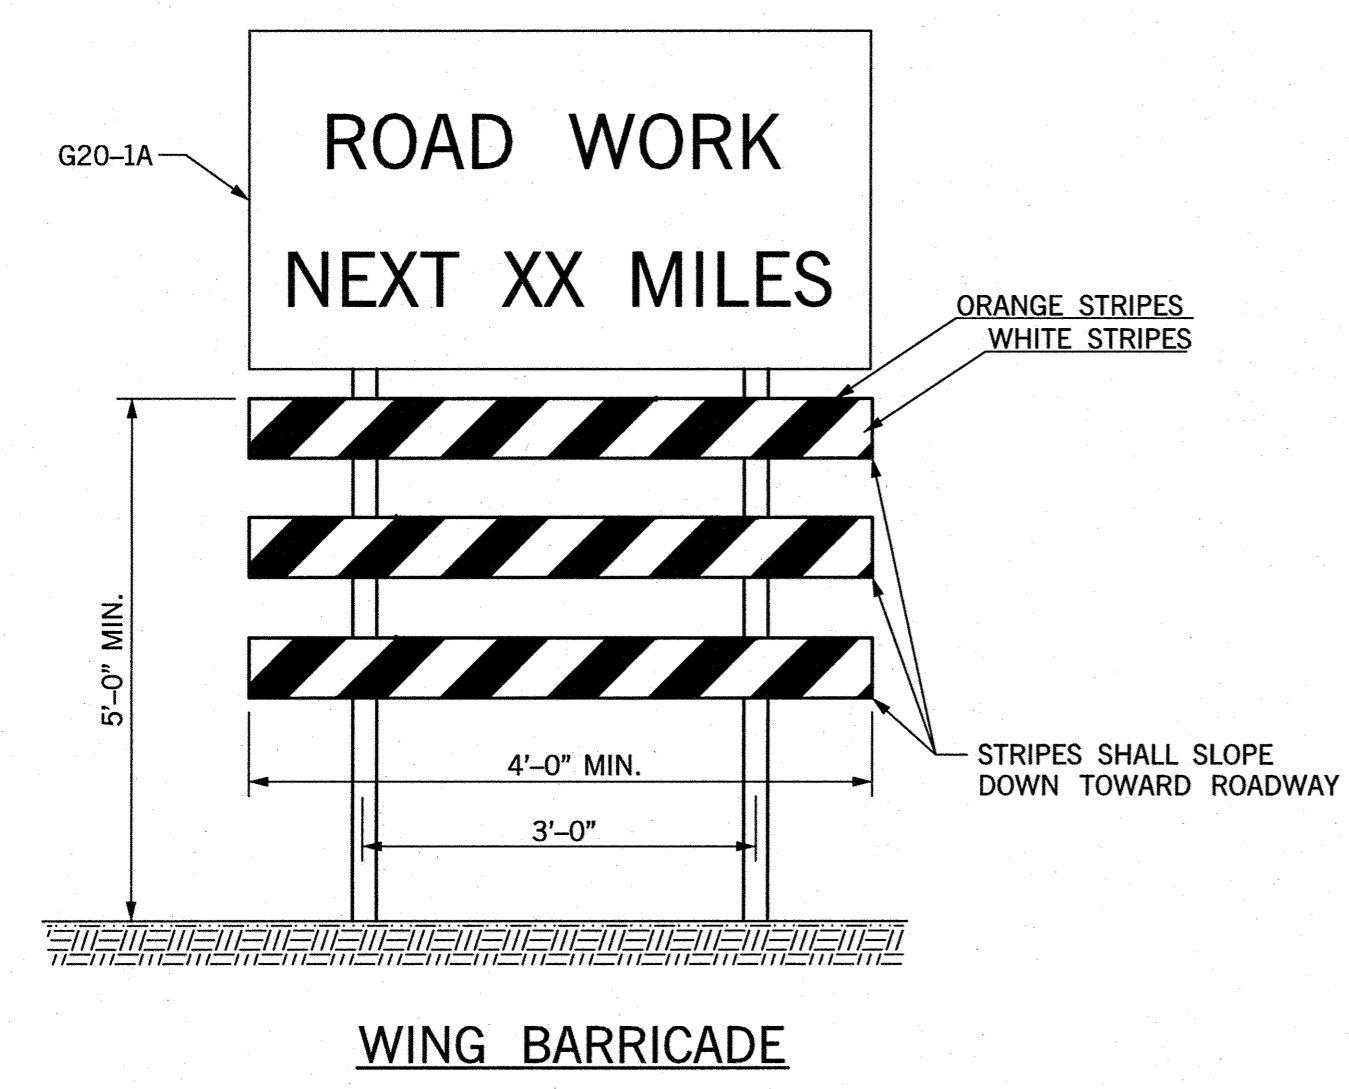 ROAD WORK
NEXT XX MILES
G20–1A
ORANGE STRIPES
WHITE STRIPES
5'–0" MIN.
4'–0" MIN.
3'–0"
STRIPES SHALL SLOPE
DOWN TOWARD ROADWAY
WING BARRICADE